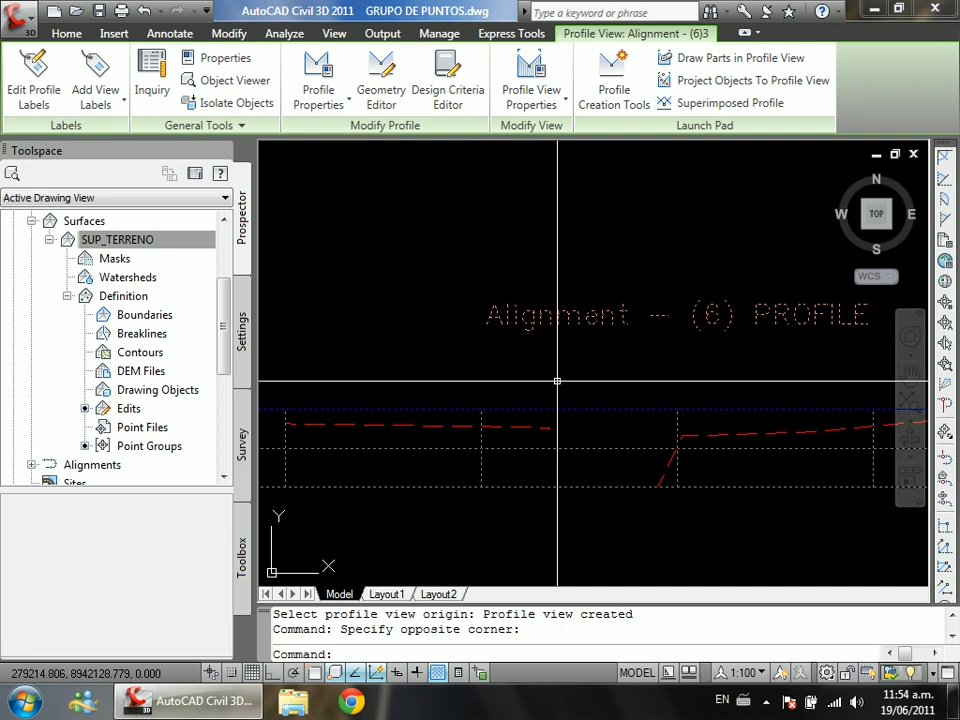 AutoCAD Civil 3D 2011 GRUPO DE PUNTOS.dwg
Type a keyword or phrase
3D
Home Insert Annotate Modify Analyze View Output Manage Express Tools Profile View: Alignment - (6)3
Edit Profile Labels
Add View Labels
Labels
Inquiry
Properties
Object Viewer
Isolate Objects
General Tools
Profile Properties
Geometry Editor
Design Criteria Editor
Modify Profile
Profile View Properties
Modify View
Profile Creation Tools
Draw Parts in Profile View
Project Objects To Profile View
Superimposed Profile
Launch Pad
Toolspace
Active Drawing View
Surfaces
SUP_TERRENO
Masks
Watersheds
Definition
Boundaries
Breaklines
Contours
DEM Files
Drawing Objects
Edits
Point Files
Point Groups
Alignments
Sites
Prospector
Settings
Survey
Toolbox
N
W TOP E
S
WCS
Alignment - (6) PROFILE
Y
X
Model Layout1 Layout2
Select profile view origin: Profile view created
Command: Specify opposite corner:
Command:
279214.806, 8942128.779, 0.000
MODEL
1:100
AutoCAD Civil 3D...
EN
11:54 a.m.
19/06/2011